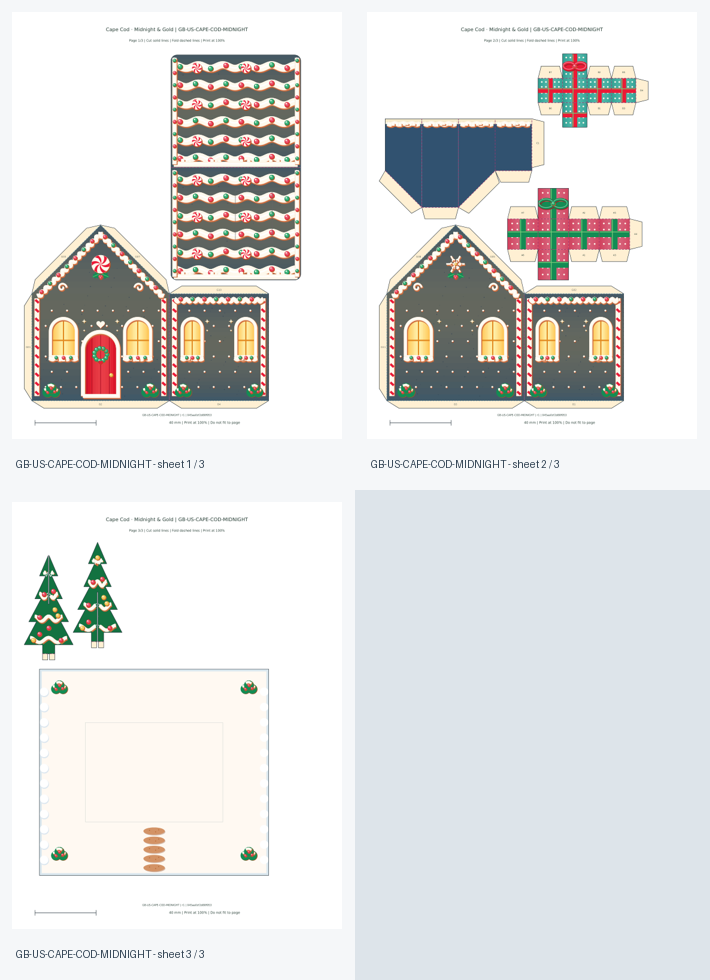 Cape Cod · Midnight & Gold | GB-US-CAPE-COD-MIDNIGHT
Page 1/3 | Cut solid lines | Fold dashed lines | Print at 100%
40 mm | Print at 100% | Do not fit to page
GB-US-CAPE-COD-MIDNIGHT - sheet 1 / 3
Cape Cod · Midnight & Gold | GB-US-CAPE-COD-MIDNIGHT
Page 2/3 | Cut solid lines | Fold dashed lines | Print at 100%
40 mm | Print at 100% | Do not fit to page
GB-US-CAPE-COD-MIDNIGHT - sheet 2 / 3
Cape Cod · Midnight & Gold | GB-US-CAPE-COD-MIDNIGHT
Page 3/3 | Cut solid lines | Fold dashed lines | Print at 100%
40 mm | Print at 100% | Do not fit to page
GB-US-CAPE-COD-MIDNIGHT - sheet 3 / 3